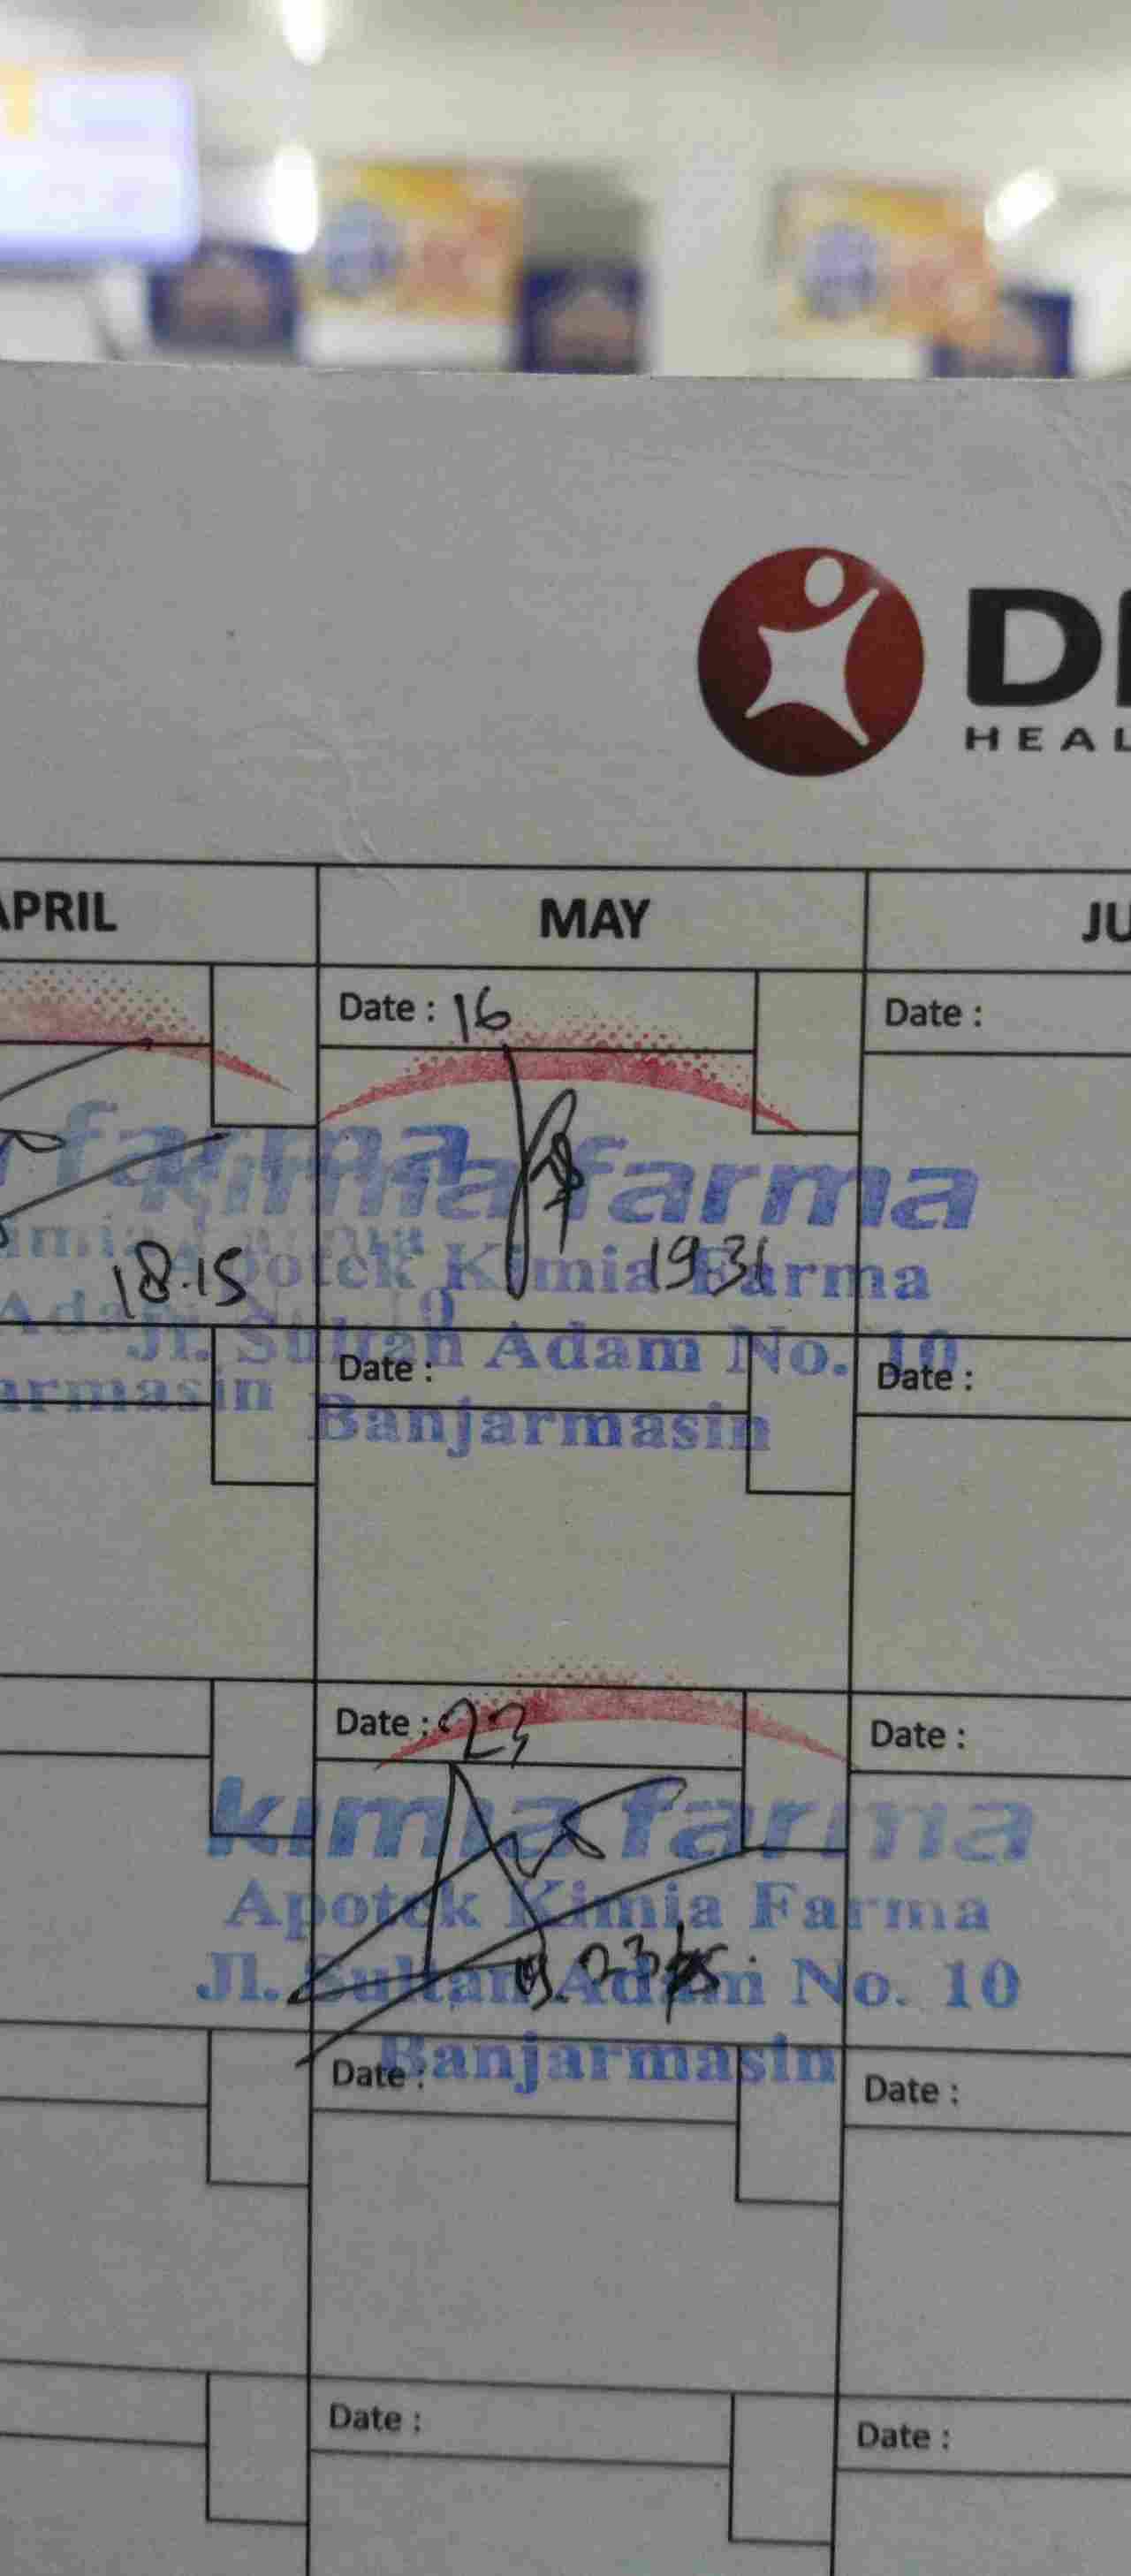 HEAL
APRIL MAY JU
Date : 16 Date :
farma kimia farma
18.15 Apotek Kimia Farma 19 31
Jl. Sultan Adam No. 10
Date : Date :
armasin Banjarmasin
Date : 23 Date :
kimia farma
Apotek Kimia Farma
Jl. Sultan Adam No. 10
Banjarmasin
Date : Date :
Date : Date :